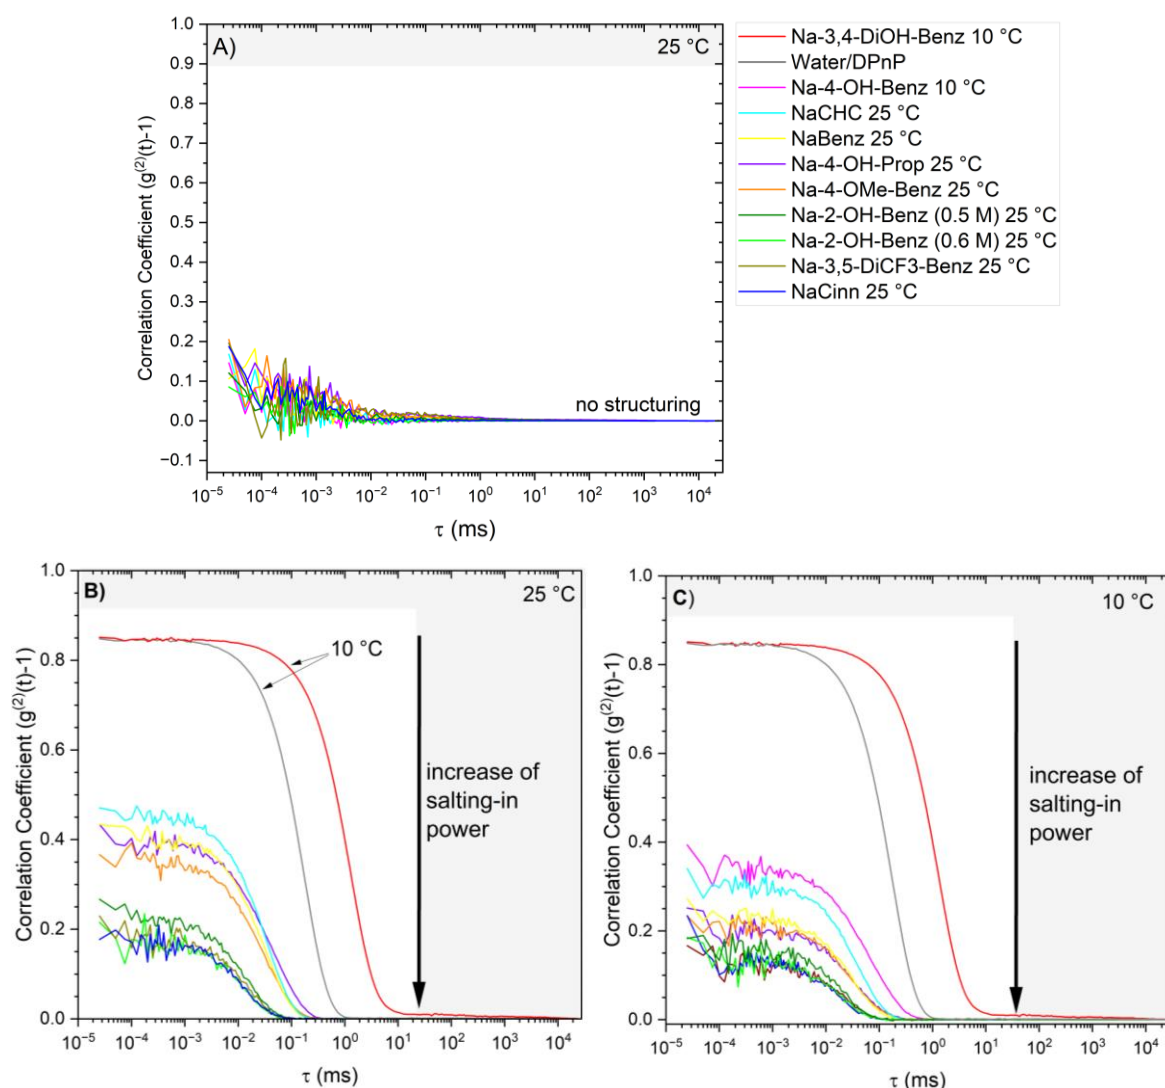 A)
25 °C
1.0
0.9
0.8
0.7
0.6
0.5
0.4
0.3
0.2
0.1
0.0
−0.1
Correlation Coefficient (g(2)(t)-1)
no structuring
10⁻⁵ 10⁻⁴ 10⁻³ 10⁻² 10⁻¹ 10⁰ 10¹ 10² 10³ 10⁴
τ (ms)
Na-3,4-DiOH-Benz 10 °C
Water/DPnP
Na-4-OH-Benz 10 °C
NaCHC 25 °C
NaBenz 25 °C
Na-4-OH-Prop 25 °C
Na-4-OMe-Benz 25 °C
Na-2-OH-Benz (0.5 M) 25 °C
Na-2-OH-Benz (0.6 M) 25 °C
Na-3,5-DiCF3-Benz 25 °C
NaCinn 25 °C
B)
25 °C
1.0
0.8
0.6
0.4
0.2
0.0
Correlation Coefficient (g(2)(t)-1)
10 °C
increase of
salting-in
power
10⁻⁵ 10⁻⁴ 10⁻³ 10⁻² 10⁻¹ 10⁰ 10¹ 10² 10³ 10⁴
τ (ms)
C)
10 °C
1.0
0.8
0.6
0.4
0.2
0.0
Correlation Coefficient (g(2)(t)-1)
increase of
salting-in
power
10⁻⁵ 10⁻⁴ 10⁻³ 10⁻² 10⁻¹ 10⁰ 10¹ 10² 10³ 10⁴
τ (ms)